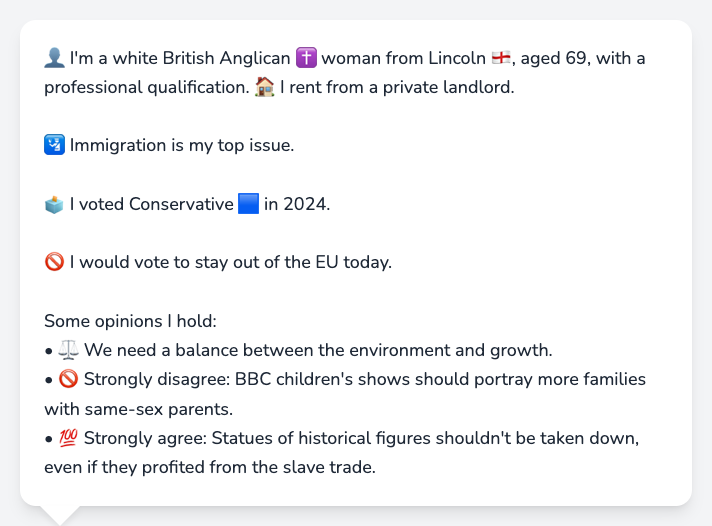 👤 I'm a white British Anglican ✝️ woman from Lincoln 🏴󠁧󠁢󠁥󠁮󠁧󠁿, aged 69, with a
professional qualification. 🏠 I rent from a private landlord.
🛂 Immigration is my top issue.
🗳️ I voted Conservative 🟦 in 2024.
🚫 I would vote to stay out of the EU today.
Some opinions I hold:
• ⚖️ We need a balance between the environment and growth.
• 🚫 Strongly disagree: BBC children's shows should portray more families
with same-sex parents.
• 💯 Strongly agree: Statues of historical figures shouldn't be taken down,
even if they profited from the slave trade.